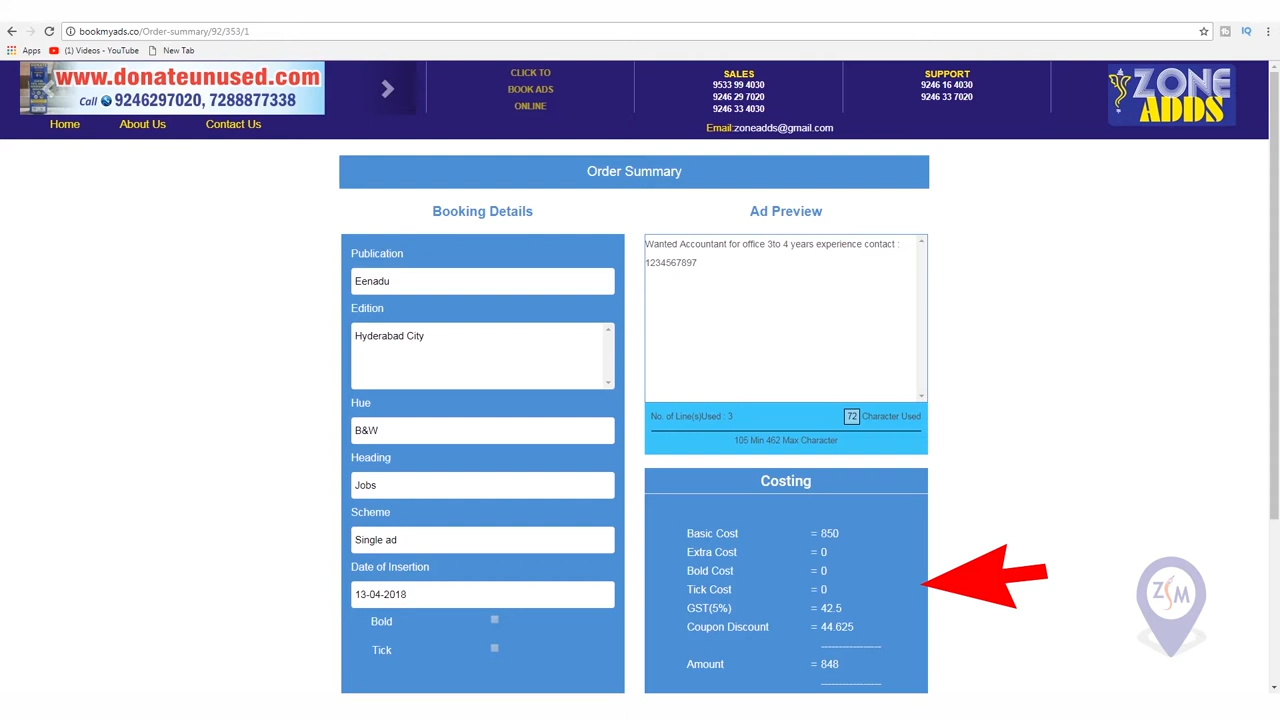 bookmyads.co/Order-summary/92/353/1
Apps
(1) Videos - YouTube
New Tab
www.donateunused.com
Call 9246297020, 7288877338
CLICK TO
BOOK ADS
ONLINE
SALES
9533 99 4030
9246 29 7020
9246 33 4030
SUPPORT
9246 16 4030
9246 33 7020
ZONE
ADDS
Home
About Us
Contact Us
Email:zoneadds@gmail.com
Order Summary
Booking Details
Publication
Eenadu
Edition
Hyderabad City
Hue
B&W
Heading
Jobs
Scheme
Single ad
Date of Insertion
13-04-2018
Bold
Tick
Ad Preview
Wanted Accountant for office 3to 4 years experience contact :
1234567897
No. of Line(s)Used : 3
72 Character Used
105 Min 462 Max Character
Costing
Basic Cost = 850
Extra Cost = 0
Bold Cost = 0
Tick Cost = 0
GST(5%) = 42.5
Coupon Discount = 44.625
-------------------
Amount = 848
-------------------
ZSM
IQ